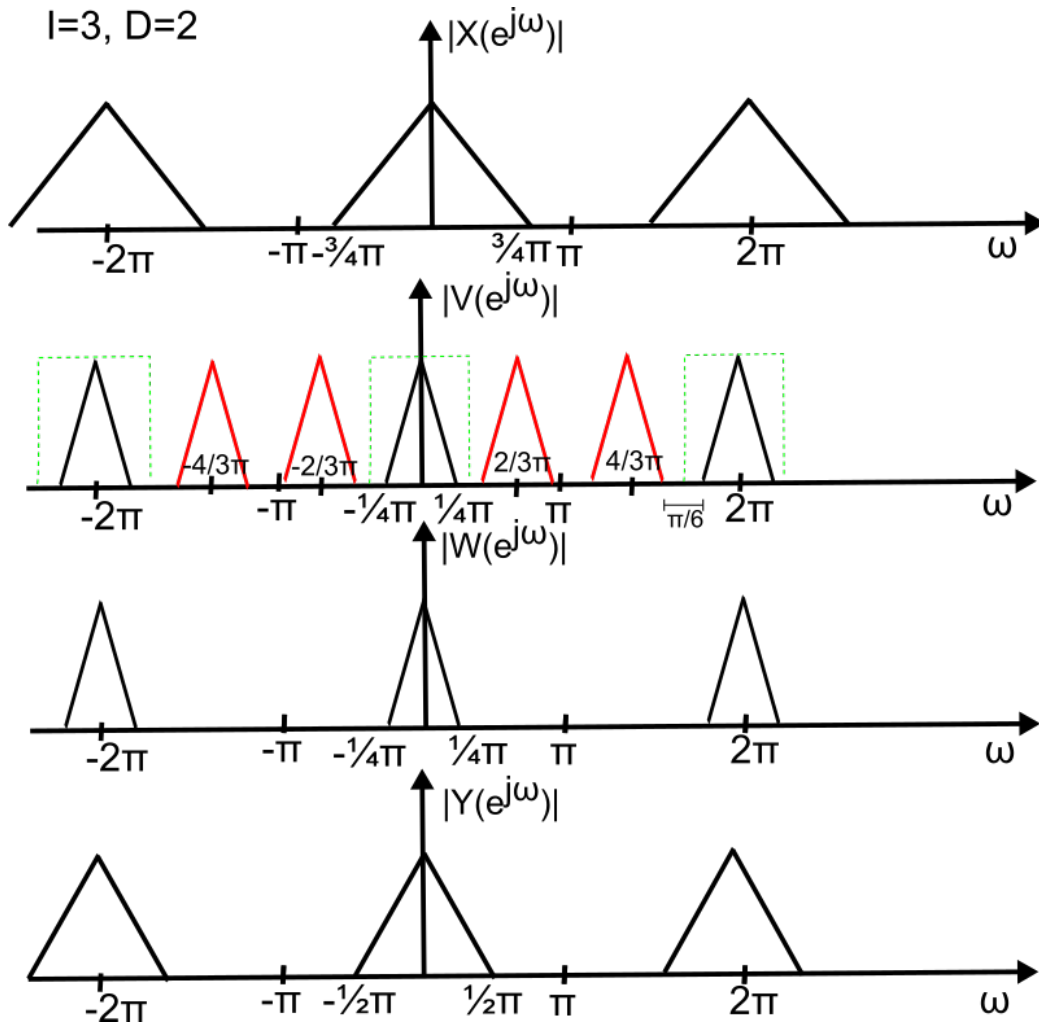 I=3, D=2
|X(e^jω)|
-2π -π -¾π ¾π π 2π ω
|V(e^jω)|
-4/3π -2/3π 2/3π 4/3π
-2π -π -¼π ¼π π π/6 2π ω
|W(e^jω)|
-2π -π -¼π ¼π π 2π ω
|Y(e^jω)|
-2π -π -½π ½π π 2π ω